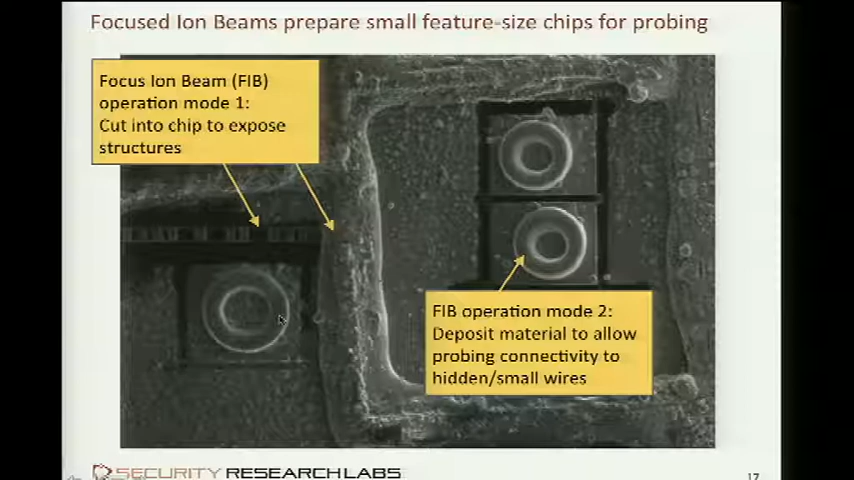 Focused Ion Beams prepare small feature-size chips for probing
Focus Ion Beam (FIB)
operation mode 1:
Cut into chip to expose
structures
FIB operation mode 2:
Deposit material to allow
probing connectivity to
hidden/small wires
SECURITY RESEARCH LABS
17